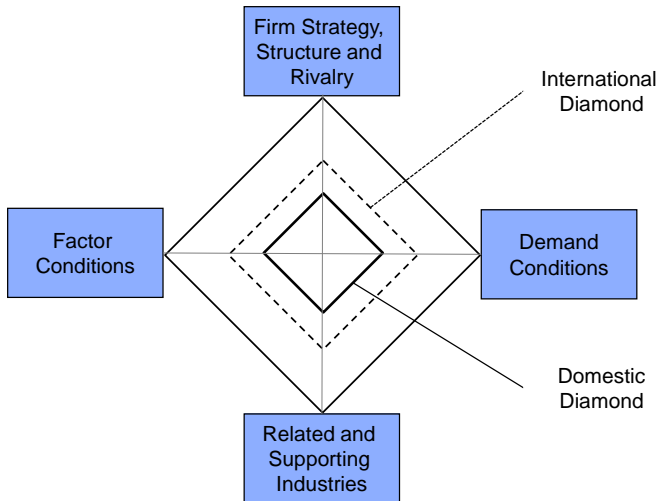 Firm Strategy,
Structure and
Rivalry
International
Diamond
Factor
Conditions
Demand
Conditions
Domestic
Diamond
Related and
Supporting
Industries